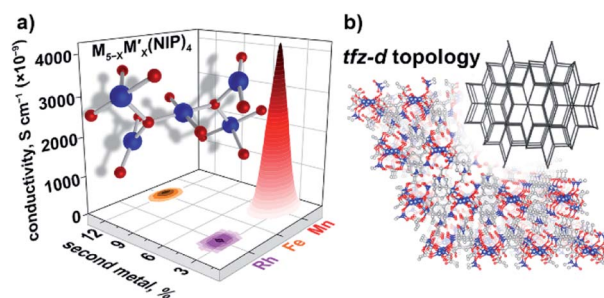 a)
M₅₋ₓM′ₓ(NIP)₄
conductivity, S cm⁻¹ (×10⁻⁹)
4000
3000
2000
1000
0
12
9
6
3
second metal, %
Rh
Fe
Mn
b)
tfz-d topology